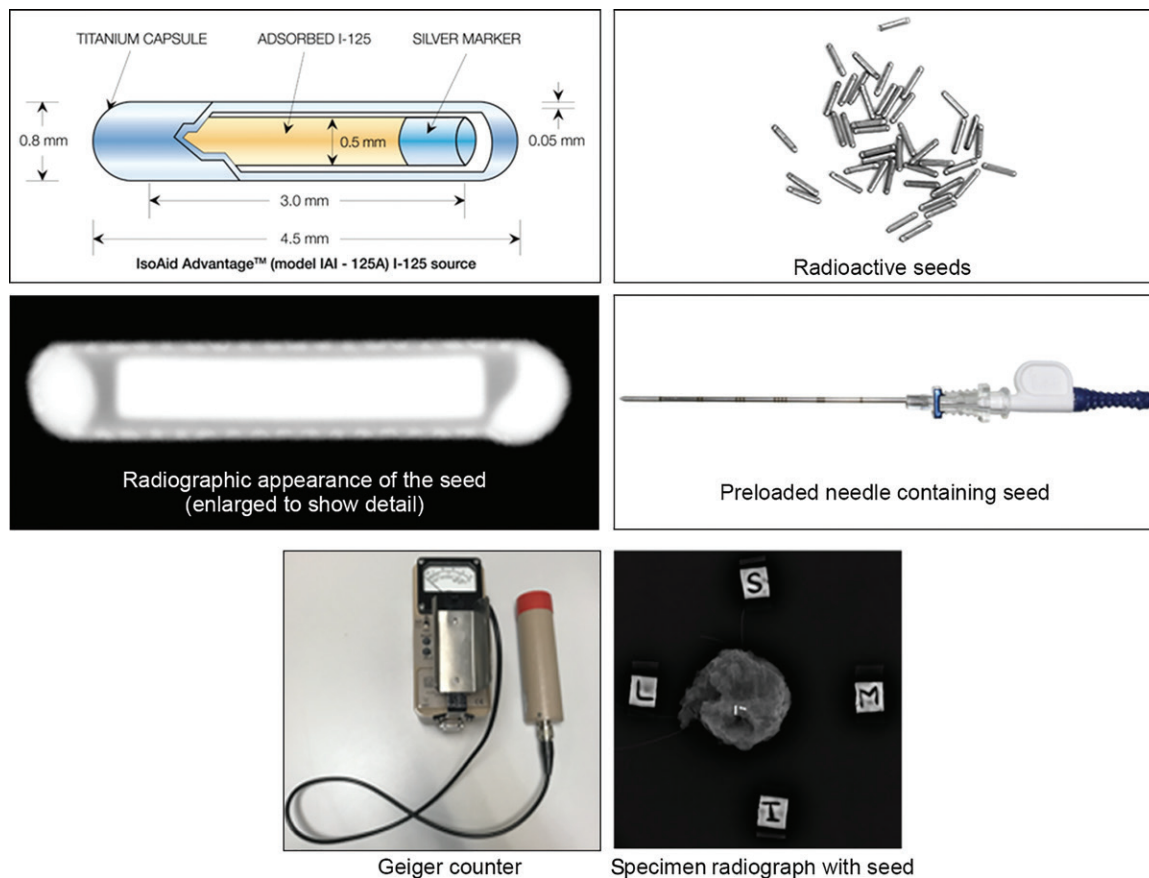 TITANIUM CAPSULE
ADSORBED I-125
SILVER MARKER
0.8 mm
0.5 mm
0.05 mm
3.0 mm
4.5 mm
IsoAid Advantage™ (model IAI - 125A) I-125 source
Radioactive seeds
Radiographic appearance of the seed
(enlarged to show detail)
Preloaded needle containing seed
S
L
M
I
Geiger counter
Specimen radiograph with seed